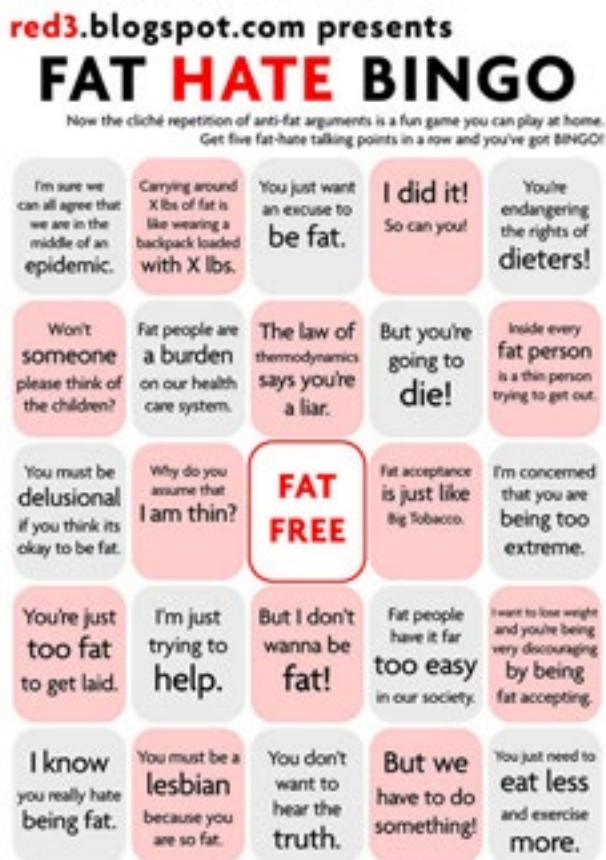 red3.blogspot.com presents
FAT HATE BINGO
Now the cliché repetition of anti-fat arguments is a fun game you can play at home.
Get five fat-hate talking points in a row and you've got BINGO!
I'm sure we
can all agree that
we are in the
middle of an
epidemic.
Carrying around
X lbs of fat is
like wearing a
backpack loaded
with X lbs.
You just want
an excuse to
be fat.
I did it!
So can you!
You're
endangering
the rights of
dieters!
Won't
someone
please think of
the children?
Fat people are
a burden
on our health
care system.
The law of
thermodynamics
says you're
a liar.
But you're
going to
die!
Inside every
fat person
is a thin person
trying to get out.
You must be
delusional
if you think its
okay to be fat.
Why do you
assume that
I am thin?
FAT
FREE
Fat acceptance
is just like
Big Tobacco.
I'm concerned
that you are
being too
extreme.
You're just
too fat
to get laid.
I'm just
trying to
help.
But I don't
wanna be
fat!
Fat people
have it far
too easy
in our society.
I want to lose weight
and you're being
very discouraging
by being
fat accepting.
I know
you really hate
being fat.
You must be a
lesbian
because you
are so fat.
You don't
want to
hear the
truth.
But we
have to do
something!
You just need to
eat less
and exercise
more.